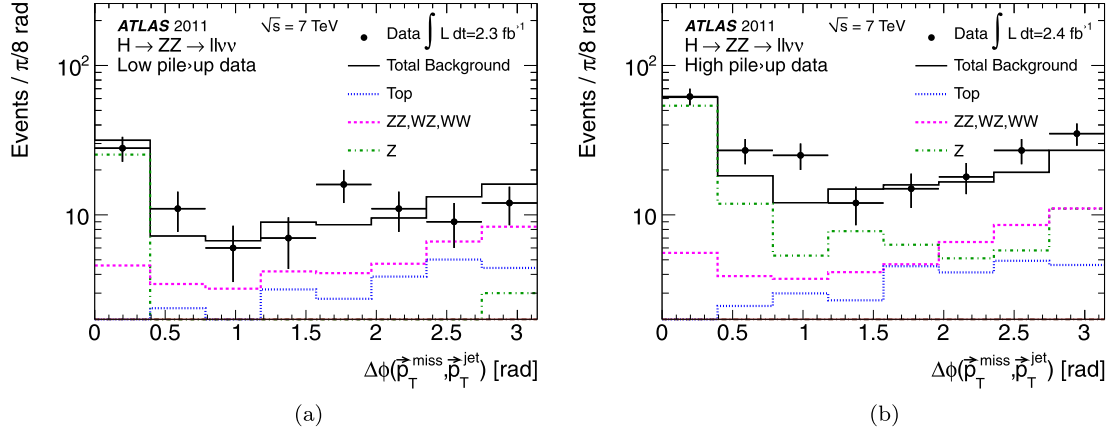 Events / π/8 rad
ATLAS 2011
√s = 7 TeV
H → ZZ → llνν
Low pile-up data
Data ∫ L dt=2.3 fb⁻¹
Total Background
Top
ZZ,WZ,WW
Z
10²
10
0 0.5 1 1.5 2 2.5 3
Δϕ(p⃗_T^miss,p⃗_T^jet) [rad]
(a)
Events / π/8 rad
ATLAS 2011
√s = 7 TeV
H → ZZ → llνν
High pile-up data
Data ∫ L dt=2.4 fb⁻¹
Total Background
Top
ZZ,WZ,WW
Z
10²
10
0 0.5 1 1.5 2 2.5 3
Δϕ(p⃗_T^miss,p⃗_T^jet) [rad]
(b)